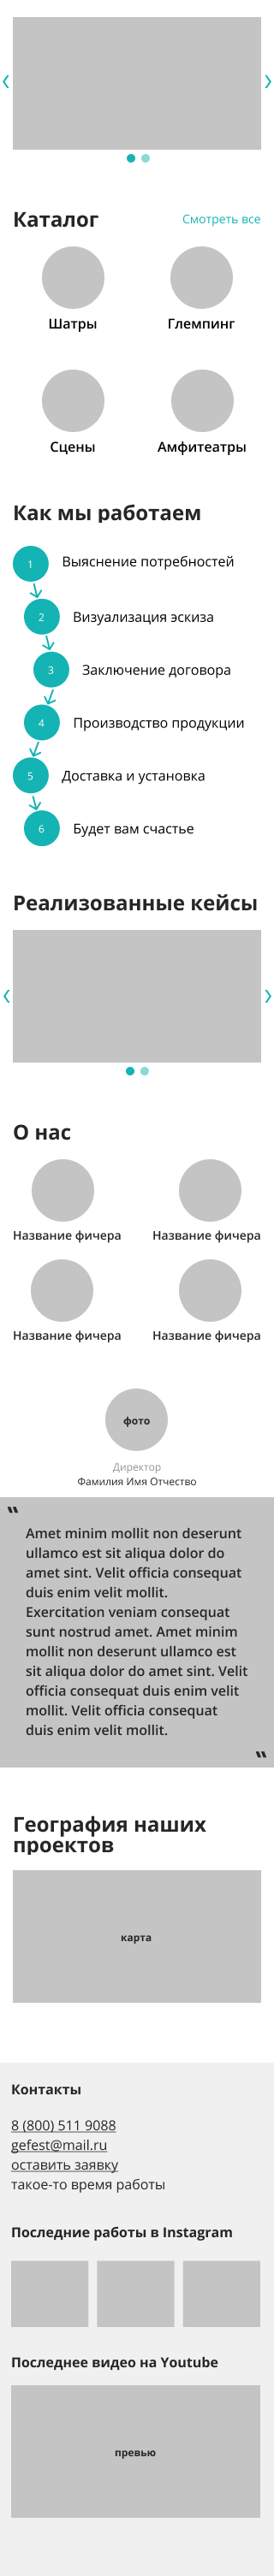 Каталог
Смотреть все
Шатры
Глемпинг
Сцены
Амфитеатры
Как мы работаем
1
Выяснение потребностей
2
Визуализация эскиза
3
Заключение договора
4
Производство продукции
5
Доставка и установка
6
Будет вам счастье
Реализованные кейсы
О нас
Название фичера
Название фичера
Название фичера
Название фичера
фото
Директор
Фамилия Имя Отчество
"
Amet minim mollit non deserunt
ullamco est sit aliqua dolor do
amet sint. Velit officia consequat
duis enim velit mollit.
Exercitation veniam consequat
sunt nostrud amet. Amet minim
mollit non deserunt ullamco est
sit aliqua dolor do amet sint. Velit
officia consequat duis enim velit
mollit. Velit officia consequat
duis enim velit mollit.
"
География наших
проектов
карта
Контакты
8 (800) 511 9088
gefest@mail.ru
оставить заявку
такое-то время работы
Последние работы в Instagram
Последнее видео на Youtube
превью